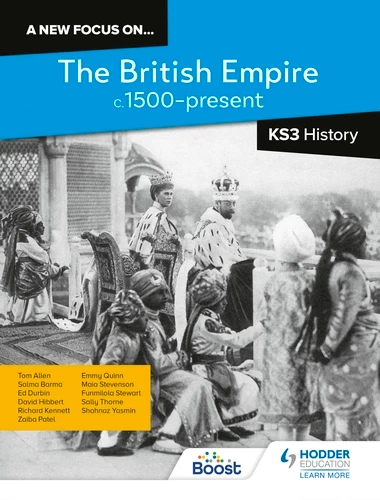 A NEW FOCUS ON...
The British Empire
c.1500–present
KS3 History
Tom Allen
Salma Barma
Ed Durbin
David Hibbert
Richard Kennett
Zaiba Patel
Emmy Quinn
Maia Stevenson
Funmilola Stewart
Sally Thorne
Shahnaz Yasmin
Boost
HODDER
EDUCATION
LEARN MORE